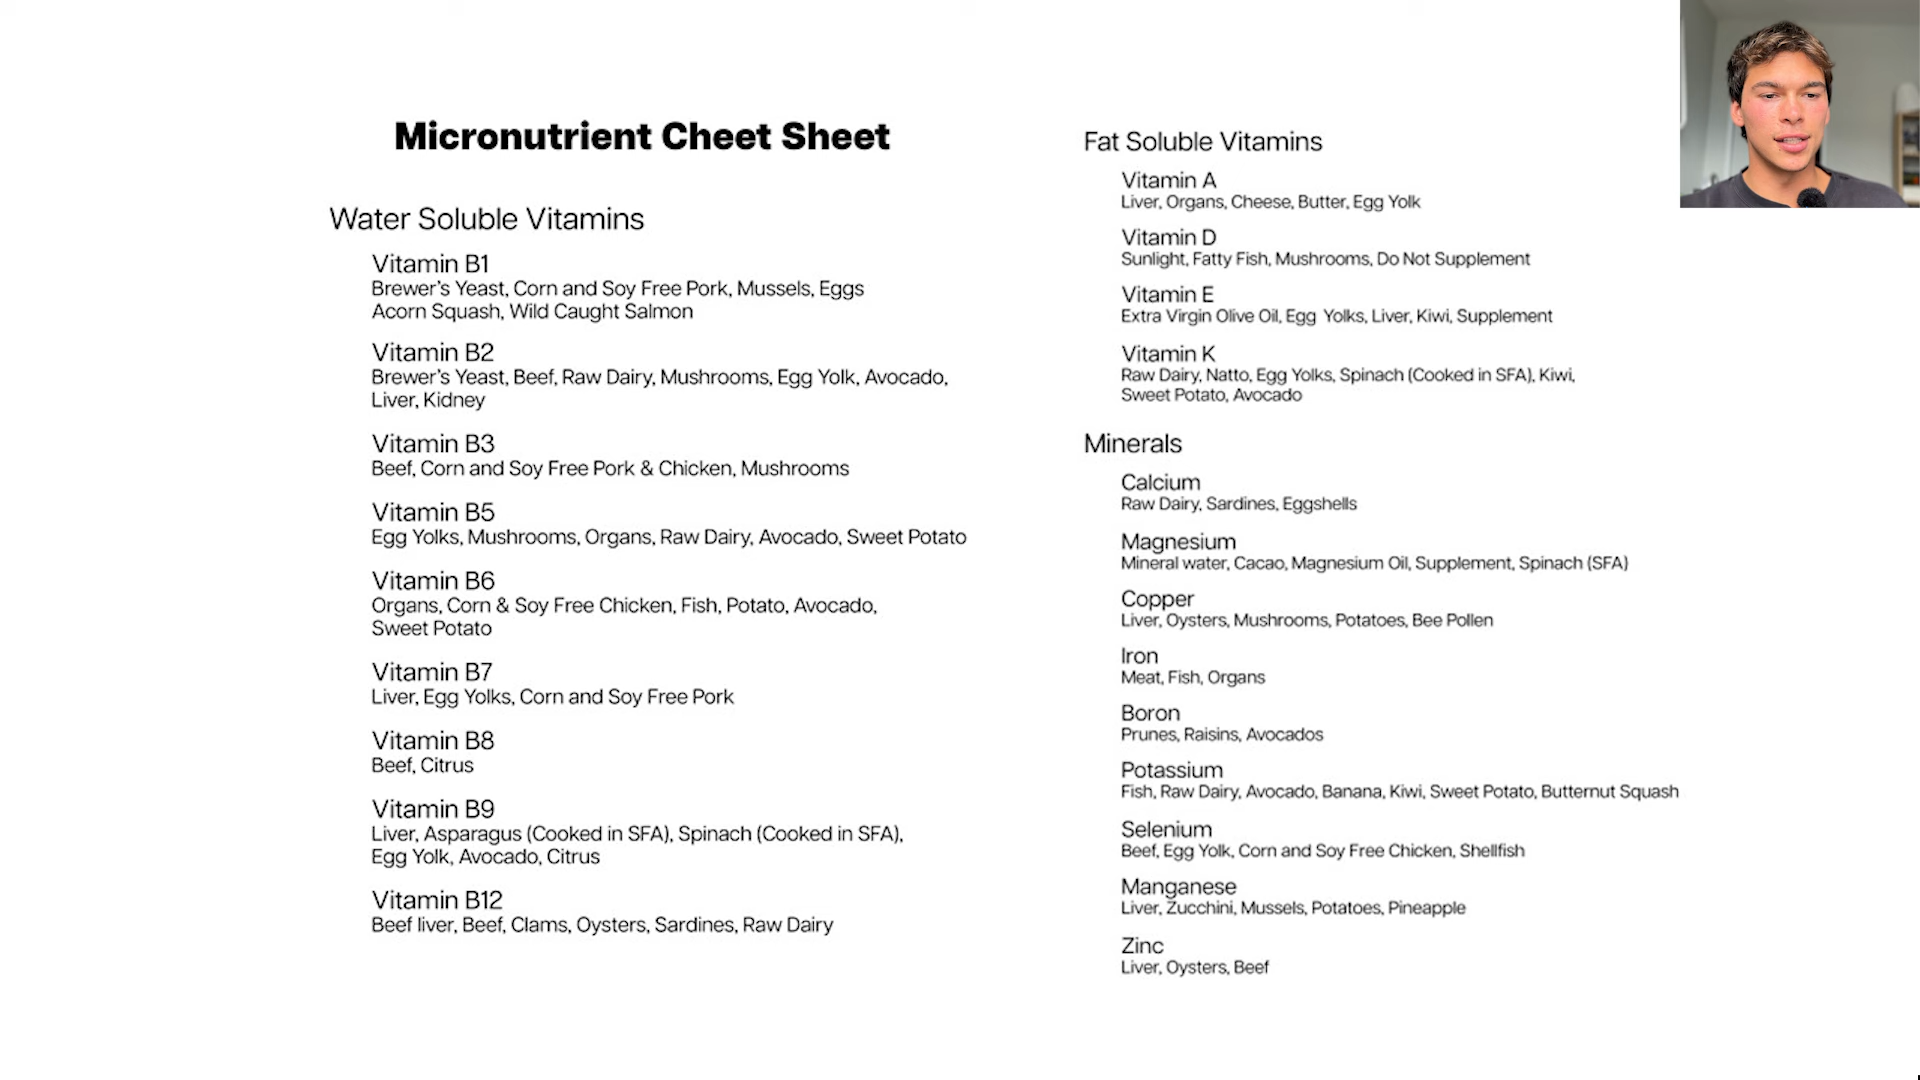 Micronutrient Cheet Sheet
Water Soluble Vitamins
Vitamin B1
Brewer's Yeast, Corn and Soy Free Pork, Mussels, Eggs
Acorn Squash, Wild Caught Salmon
Vitamin B2
Brewer's Yeast, Beef, Raw Dairy, Mushrooms, Egg Yolk, Avocado,
Liver, Kidney
Vitamin B3
Beef, Corn and Soy Free Pork & Chicken, Mushrooms
Vitamin B5
Egg Yolks, Mushrooms, Organs, Raw Dairy, Avocado, Sweet Potato
Vitamin B6
Organs, Corn & Soy Free Chicken, Fish, Potato, Avocado,
Sweet Potato
Vitamin B7
Liver, Egg Yolks, Corn and Soy Free Pork
Vitamin B8
Beef, Citrus
Vitamin B9
Liver, Asparagus (Cooked in SFA), Spinach (Cooked in SFA),
Egg Yolk, Avocado, Citrus
Vitamin B12
Beef liver, Beef, Clams, Oysters, Sardines, Raw Dairy
Fat Soluble Vitamins
Vitamin A
Liver, Organs, Cheese, Butter, Egg Yolk
Vitamin D
Sunlight, Fatty Fish, Mushrooms, Do Not Supplement
Vitamin E
Extra Virgin Olive Oil, Egg Yolks, Liver, Kiwi, Supplement
Vitamin K
Raw Dairy, Natto, Egg Yolks, Spinach (Cooked in SFA), Kiwi,
Sweet Potato, Avocado
Minerals
Calcium
Raw Dairy, Sardines, Eggshells
Magnesium
Mineral water, Cacao, Magnesium Oil, Supplement, Spinach (SFA)
Copper
Liver, Oysters, Mushrooms, Potatoes, Bee Pollen
Iron
Meat, Fish, Organs
Boron
Prunes, Raisins, Avocados
Potassium
Fish, Raw Dairy, Avocado, Banana, Kiwi, Sweet Potato, Butternut Squash
Selenium
Beef, Egg Yolk, Corn and Soy Free Chicken, Shellfish
Manganese
Liver, Zucchini, Mussels, Potatoes, Pineapple
Zinc
Liver, Oysters, Beef